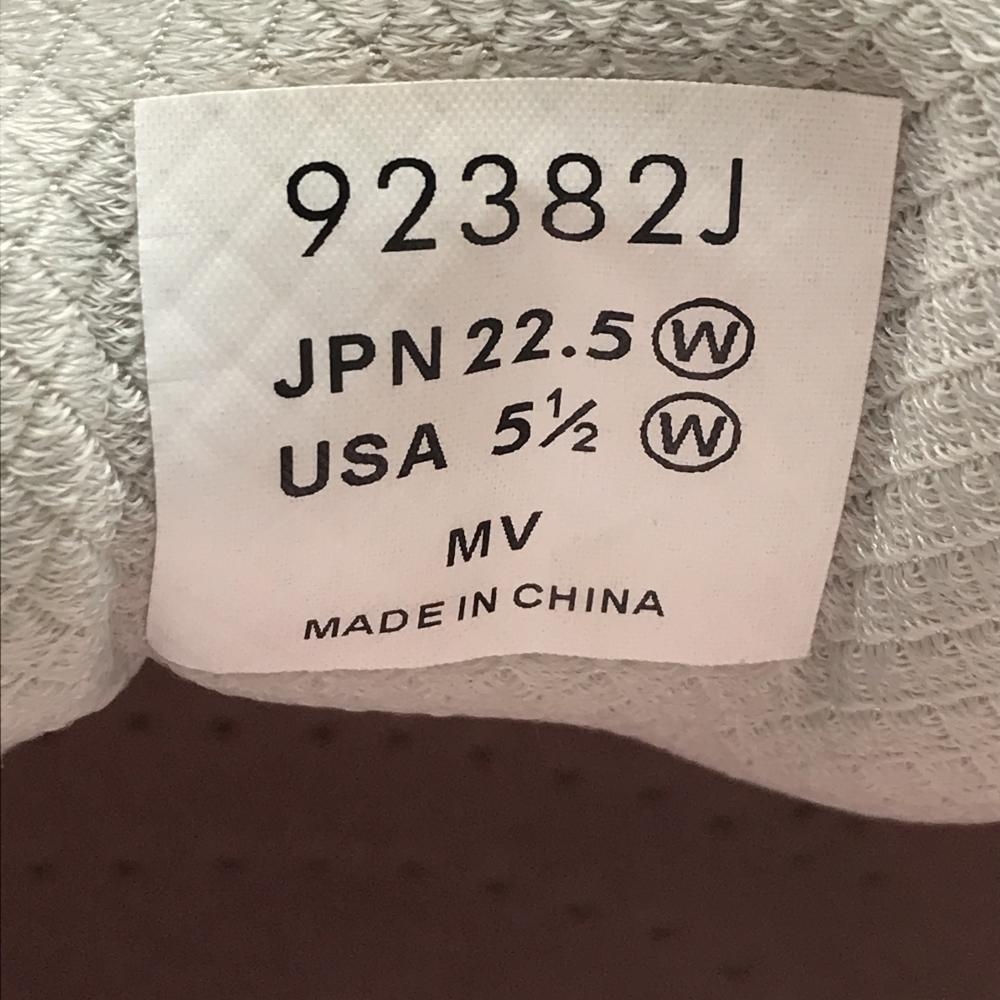 92382J
JPN 22.5 Ⓦ
USA 5½ Ⓦ
MV
MADE IN CHINA